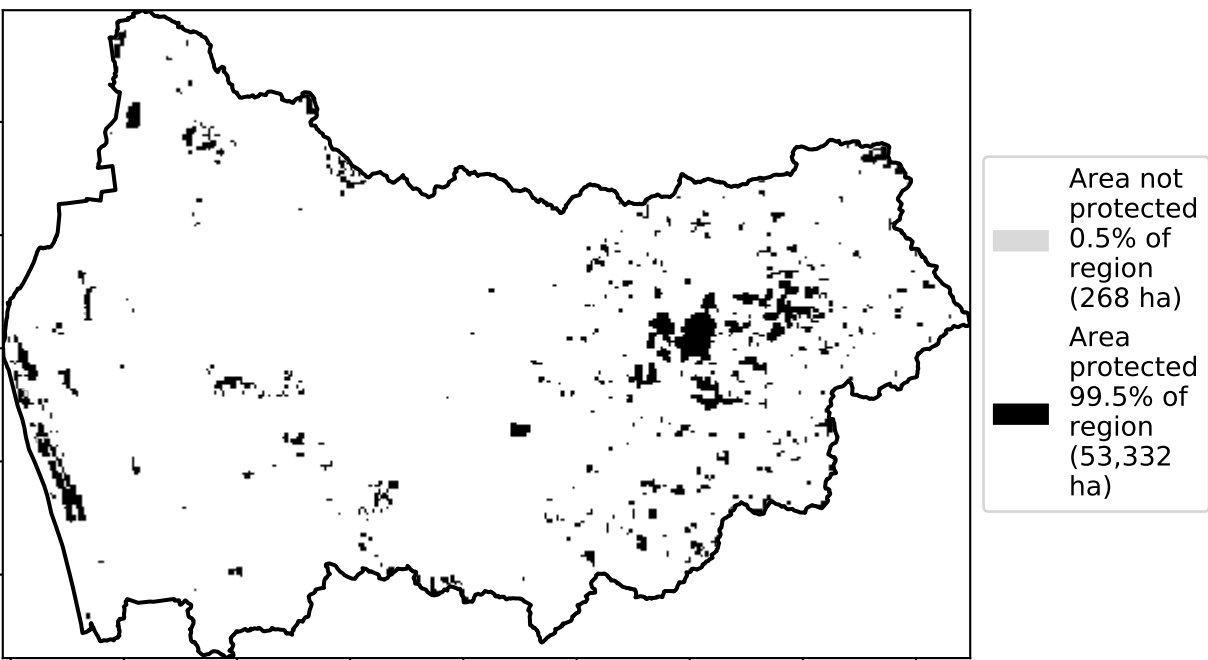 Area not
protected
0.5% of
region
(268 ha)
Area
protected
99.5% of
region
(53,332
ha)